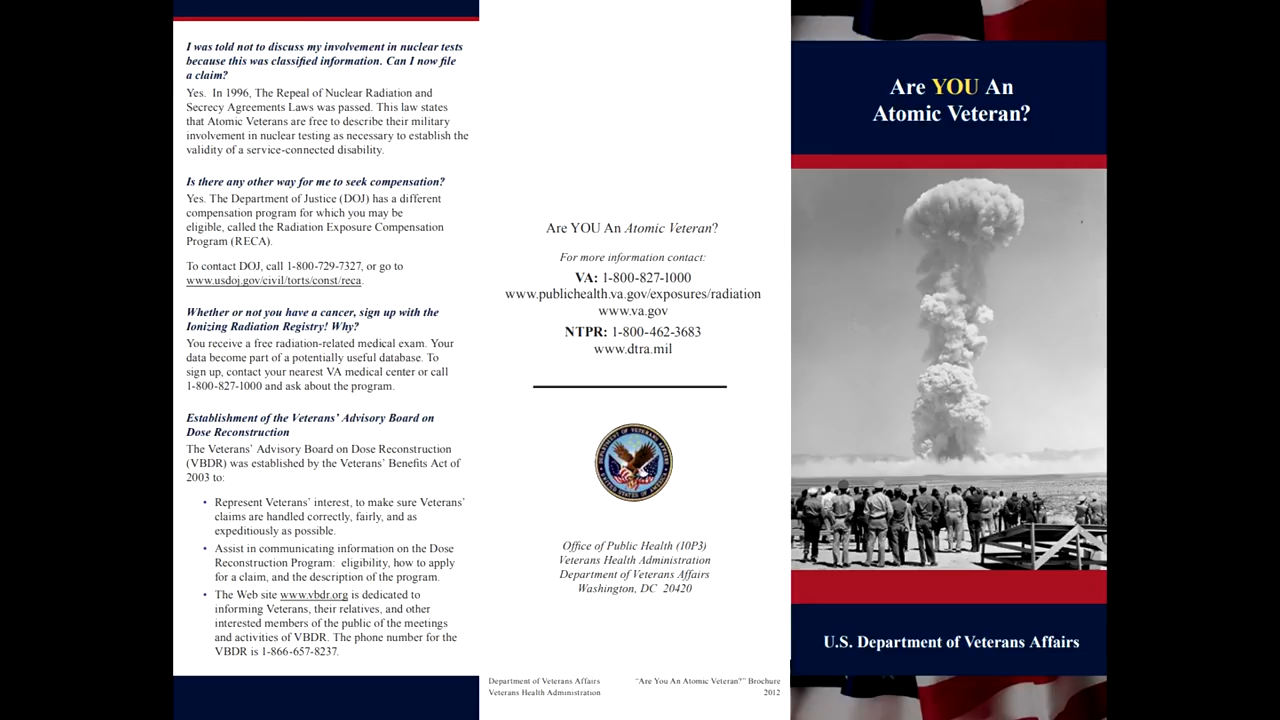 I was told not to discuss my involvement in nuclear tests
because this was classified information. Can I now file
a claim?
Yes. In 1996, The Repeal of Nuclear Radiation and
Secrecy Agreements Laws was passed. This law states
that Atomic Veterans are free to describe their military
involvement in nuclear testing as necessary to establish the
validity of a service-connected disability.
Is there any other way for me to seek compensation?
Yes. The Department of Justice (DOJ) has a different
compensation program for which you may be
eligible, called the Radiation Exposure Compensation
Program (RECA).
To contact DOJ, call 1-800-729-7327, or go to
www.usdoj.gov/civil/torts/const/reca.
Whether or not you have a cancer, sign up with the
Ionizing Radiation Registry! Why?
You receive a free radiation-related medical exam. Your
data become part of a potentially useful database. To
sign up, contact your nearest VA medical center or call
1-800-827-1000 and ask about the program.
Establishment of the Veterans' Advisory Board on
Dose Reconstruction
The Veterans' Advisory Board on Dose Reconstruction
(VBDR) was established by the Veterans' Benefits Act of
2003 to:
• Represent Veterans' interest, to make sure Veterans'
claims are handled correctly, fairly, and as
expeditiously as possible.
• Assist in communicating information on the Dose
Reconstruction Program: eligibility, how to apply
for a claim, and the description of the program.
• The Web site www.vbdr.org is dedicated to
informing Veterans, their relatives, and other
interested members of the public of the meetings
and activities of VBDR. The phone number for the
VBDR is 1-866-657-8237.
Are YOU An Atomic Veteran?
For more information contact:
VA: 1-800-827-1000
www.publichealth.va.gov/exposures/radiation
www.va.gov
NTPR: 1-800-462-3683
www.dtra.mil
DEPARTMENT OF VETERANS AFFAIRS
UNITED STATES OF AMERICA
Office of Public Health (10P3)
Veterans Health Administration
Department of Veterans Affairs
Washington, DC 20420
Department of Veterans Affairs
Veterans Health Administration
"Are You An Atomic Veteran?" Brochure
2012
Are YOU An
Atomic Veteran?
U.S. Department of Veterans Affairs